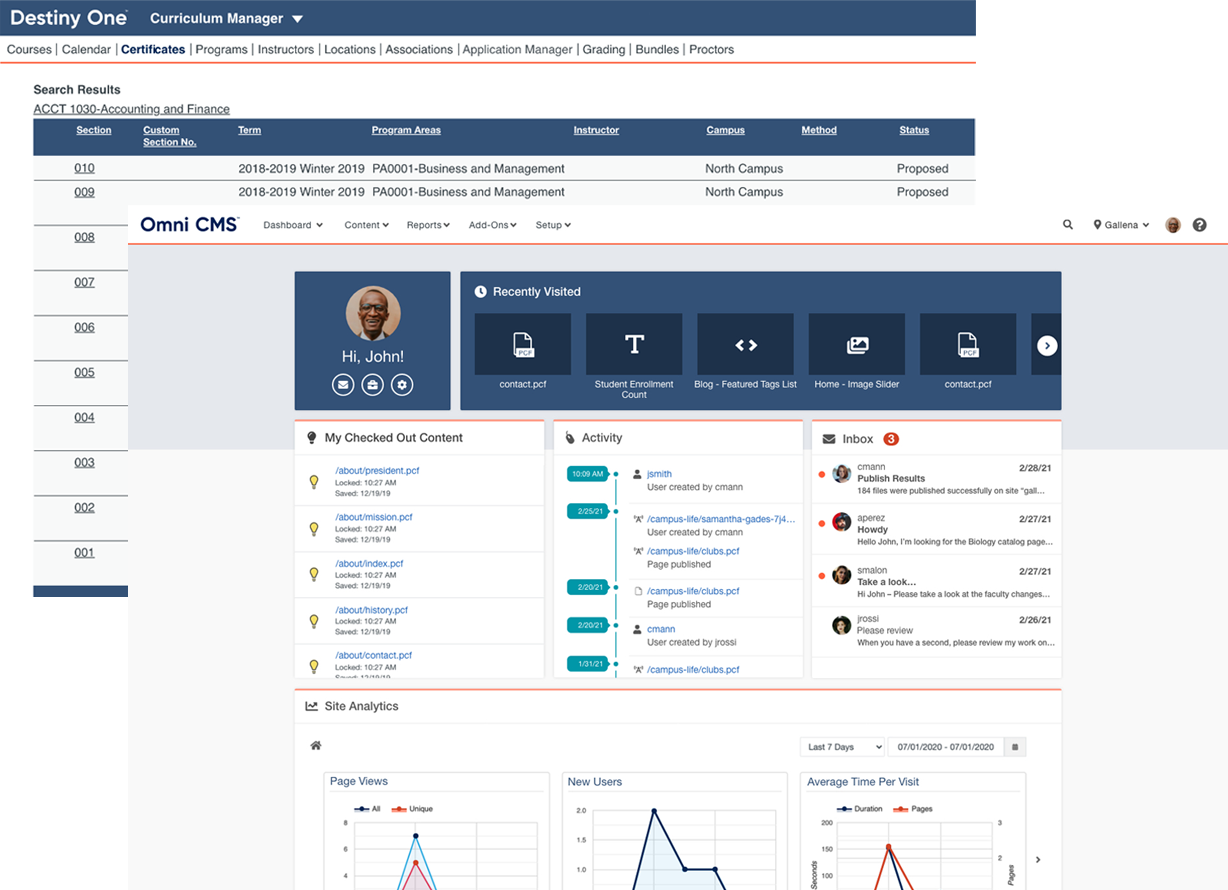 Destiny One™ Curriculum Manager
Courses | Calendar | Certificates | Programs | Instructors | Locations | Associations | Application Manager | Grading | Bundles | Proctors
Search Results
ACCT 1030-Accounting and Finance
Section Custom Section No. Term Program Areas Instructor Campus Method Status
010 2018-2019 Winter 2019 PA0001-Business and Management North Campus Proposed
009 2018-2019 Winter 2019 PA0001-Business and Management North Campus Proposed
008
007
006
005
004
003
002
001
Omni CMS™ Dashboard Content Reports Add-Ons Setup Gallena
Hi, John!
Recently Visited
PCF
contact.pcf
T
Student Enrollment
Count
Blog - Featured Tags List
Home - Image Slider
PCF
contact.pcf
My Checked Out Content
/about/president.pcf
Locked: 10:27 AM
Saved: 12/19/19
/about/mission.pcf
Locked: 10:27 AM
Saved: 12/19/19
/about/index.pcf
Locked: 10:27 AM
Saved: 12/19/19
/about/history.pcf
Locked: 10:27 AM
Saved: 12/19/19
/about/contact.pcf
Locked: 10:27 AM
Saved: 12/19/19
Activity
10:09 AM jsmith
User created by cmann
2/25/21 /campus-life/samantha-gades-7j4...
User created by cmann
/campus-life/clubs.pcf
Page published
2/20/21 /campus-life/clubs.pcf
Page published
2/20/21 cmann
User created by jrossi
1/31/21 /campus-life/clubs.pcf
Inbox 3
cmann 2/28/21
Publish Results
184 files were published successfully on site "gall...
aperez 2/27/21
Howdy
Hello John, I'm looking for the Biology catalog page...
smalon 2/27/21
Take a look...
Hi John – Please take a look at the faculty changes...
jrossi 2/26/21
Please review
When you have a second, please review my work on...
Site Analytics
Last 7 Days 07/01/2020 - 07/01/2020
Page Views
All Unique
8
6
4
New Users
2.0
1.5
1.0
Average Time Per Visit
Duration Pages
200 3
150
2
100
Seconds
Pages